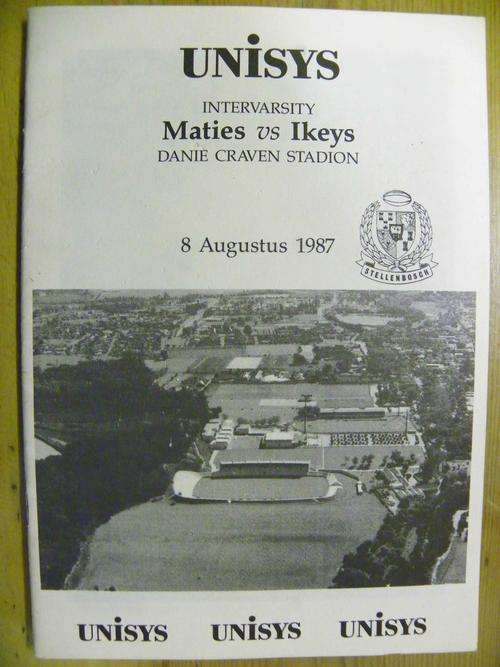 UNiSYS
INTERVARSITY
Maties vs Ikeys
DANIE CRAVEN STADION
8 Augustus 1987
STELLENBOSCH
UNiSYS UNiSYS UNiSYS